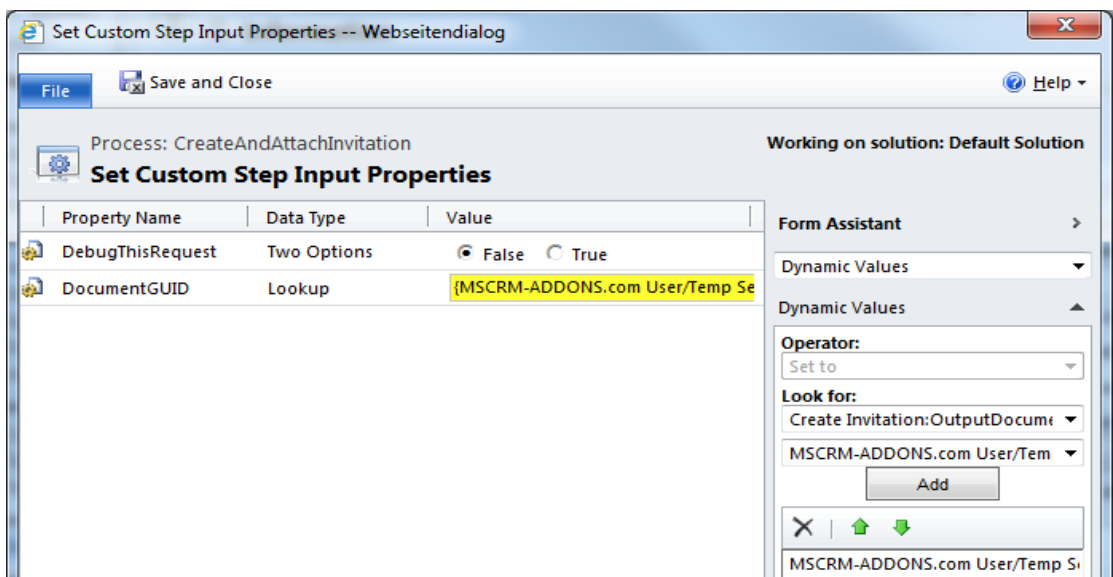 Set Custom Step Input Properties -- Webseitendialog
File Save and Close Help
Process: CreateAndAttachInvitation Working on solution: Default Solution
Set Custom Step Input Properties
Property Name Data Type Value
DebugThisRequest Two Options False True
DocumentGUID Lookup {MSCRM-ADDONS.com User/Temp Se
Form Assistant >
Dynamic Values
Dynamic Values
Operator:
Set to
Look for:
Create Invitation:OutputDocume
MSCRM-ADDONS.com User/Tem
Add
MSCRM-ADDONS.com User/Temp S